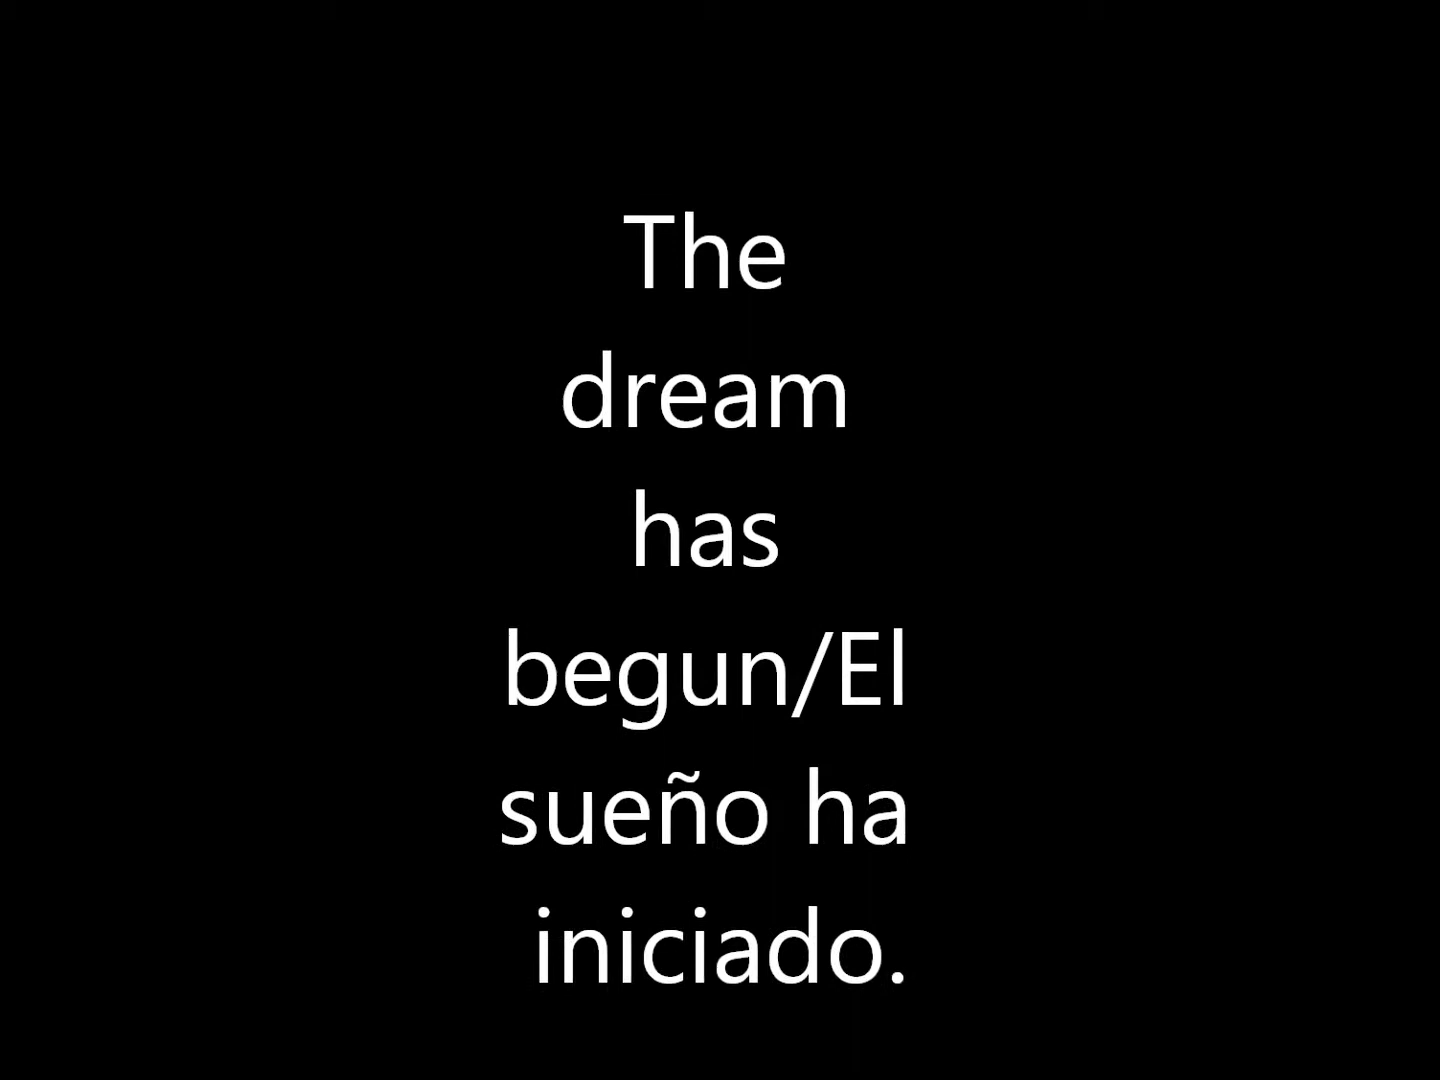 The
dream
has
begun/El
sueño ha
iniciado.